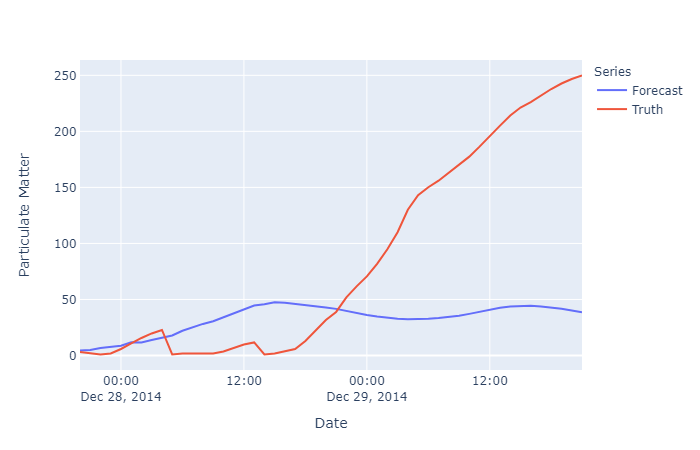 Series
Forecast
Truth
250
200
150
100
50
0
Particulate Matter
00:00 12:00 00:00 12:00
Dec 28, 2014 Dec 29, 2014
Date